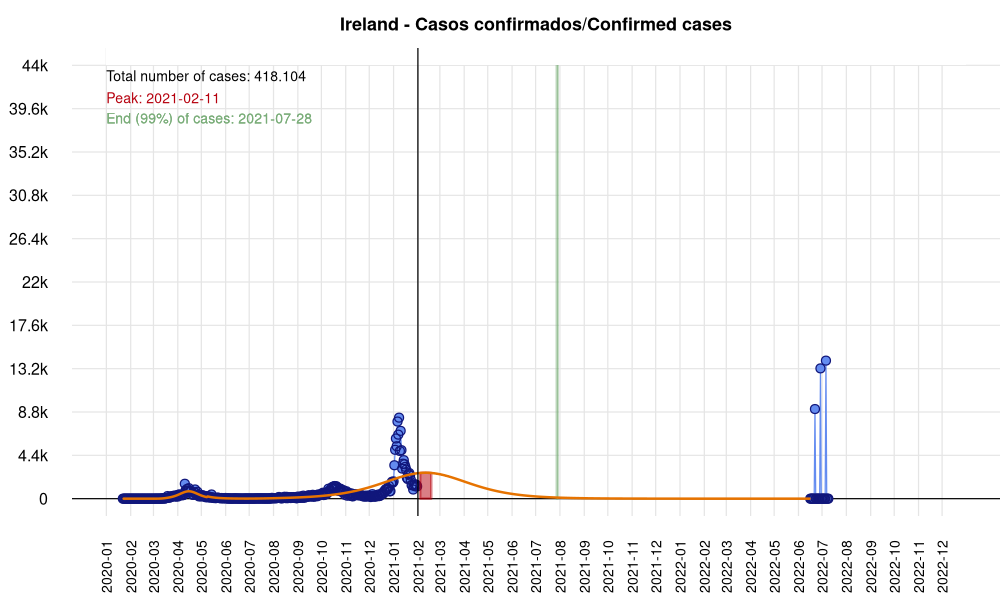 Ireland - Casos confirmados/Confirmed cases
Total number of cases: 418.104
Peak: 2021-02-11
End (99%) of cases: 2021-07-28
44k
39.6k
35.2k
30.8k
26.4k
22k
17.6k
13.2k
8.8k
4.4k
0
2020-01
2020-02
2020-03
2020-04
2020-05
2020-06
2020-07
2020-08
2020-09
2020-10
2020-11
2020-12
2021-01
2021-02
2021-03
2021-04
2021-05
2021-06
2021-07
2021-08
2021-09
2021-10
2021-11
2021-12
2022-01
2022-02
2022-03
2022-04
2022-05
2022-06
2022-07
2022-08
2022-09
2022-10
2022-11
2022-12